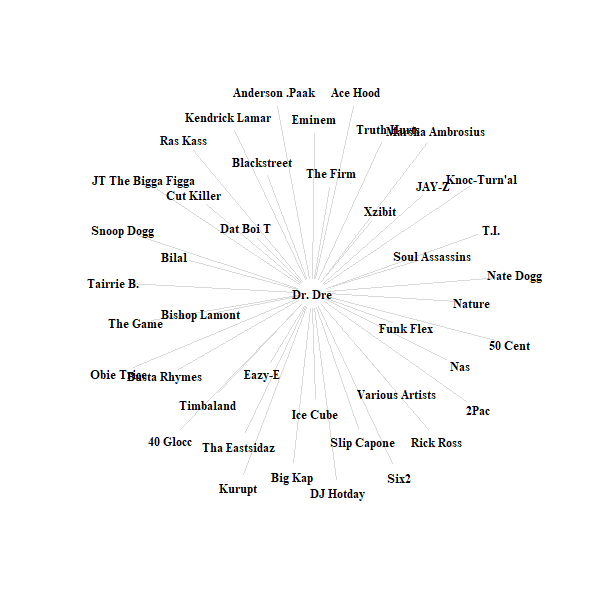 Anderson .Paak
Ace Hood
Kendrick Lamar
Eminem
Truth Hurts
Marsha Ambrosius
Ras Kass
Blackstreet
The Firm
JT The Bigga Figga
JAY-Z
Knoc-Turn'al
Cut Killer
Xzibit
Snoop Dogg
Dat Boi T
T.I.
Bilal
Soul Assassins
Tairrie B.
Nate Dogg
Dr. Dre
Nature
The Game
Bishop Lamont
Funk Flex
50 Cent
Obie Trice
Busta Rhymes
Eazy-E
Nas
Timbaland
Various Artists
2Pac
Ice Cube
40 Glocc
Tha Eastsidaz
Slip Capone
Rick Ross
Big Kap
Six2
Kurupt
DJ Hotday